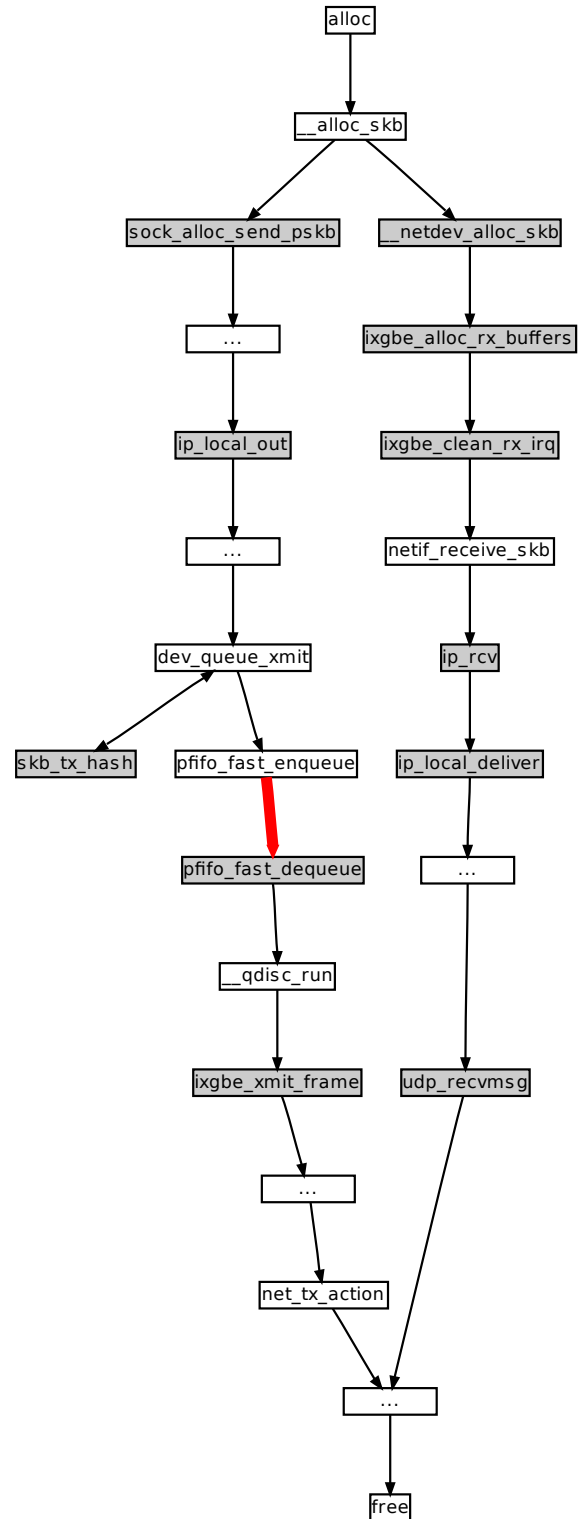 alloc
__alloc_skb
sock_alloc_send_pskb
__netdev_alloc_skb
...
ixgbe_alloc_rx_buffers
ip_local_out
ixgbe_clean_rx_irq
...
netif_receive_skb
dev_queue_xmit
ip_rcv
skb_tx_hash
pfifo_fast_enqueue
ip_local_deliver
pfifo_fast_dequeue
...
__qdisc_run
ixgbe_xmit_frame
udp_recvmsg
...
net_tx_action
...
free